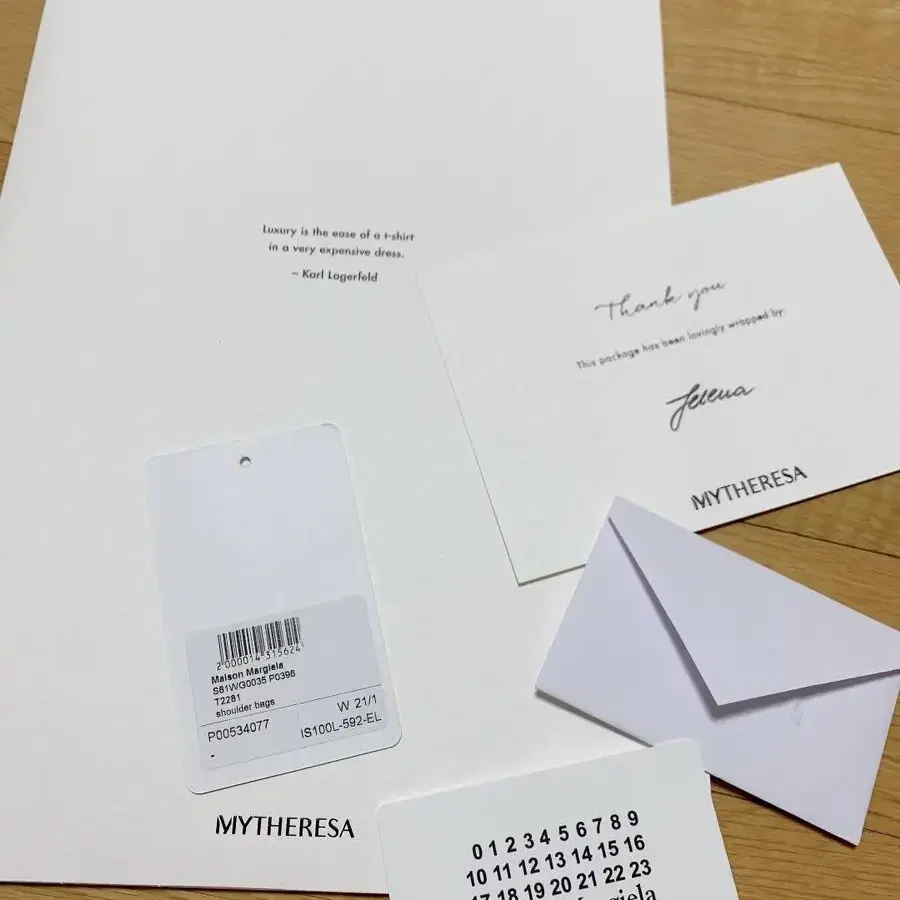 Luxury is the ease of a t-shirt
in a very expensive dress.
– Karl Lagerfeld
Thank you
This package has been lovingly wrapped by:
Jelena
MYTHERESA
2 000014 315624
Maison Margiela
S61WG0035 P0396
T2281
shoulder bags
W 21/1
P00534077
IS100L-592-EL
-
MYTHERESA
0 1 2 3 4 5 6 7 8 9
10 11 12 13 14 15 16
17 18 19 20 21 22 23